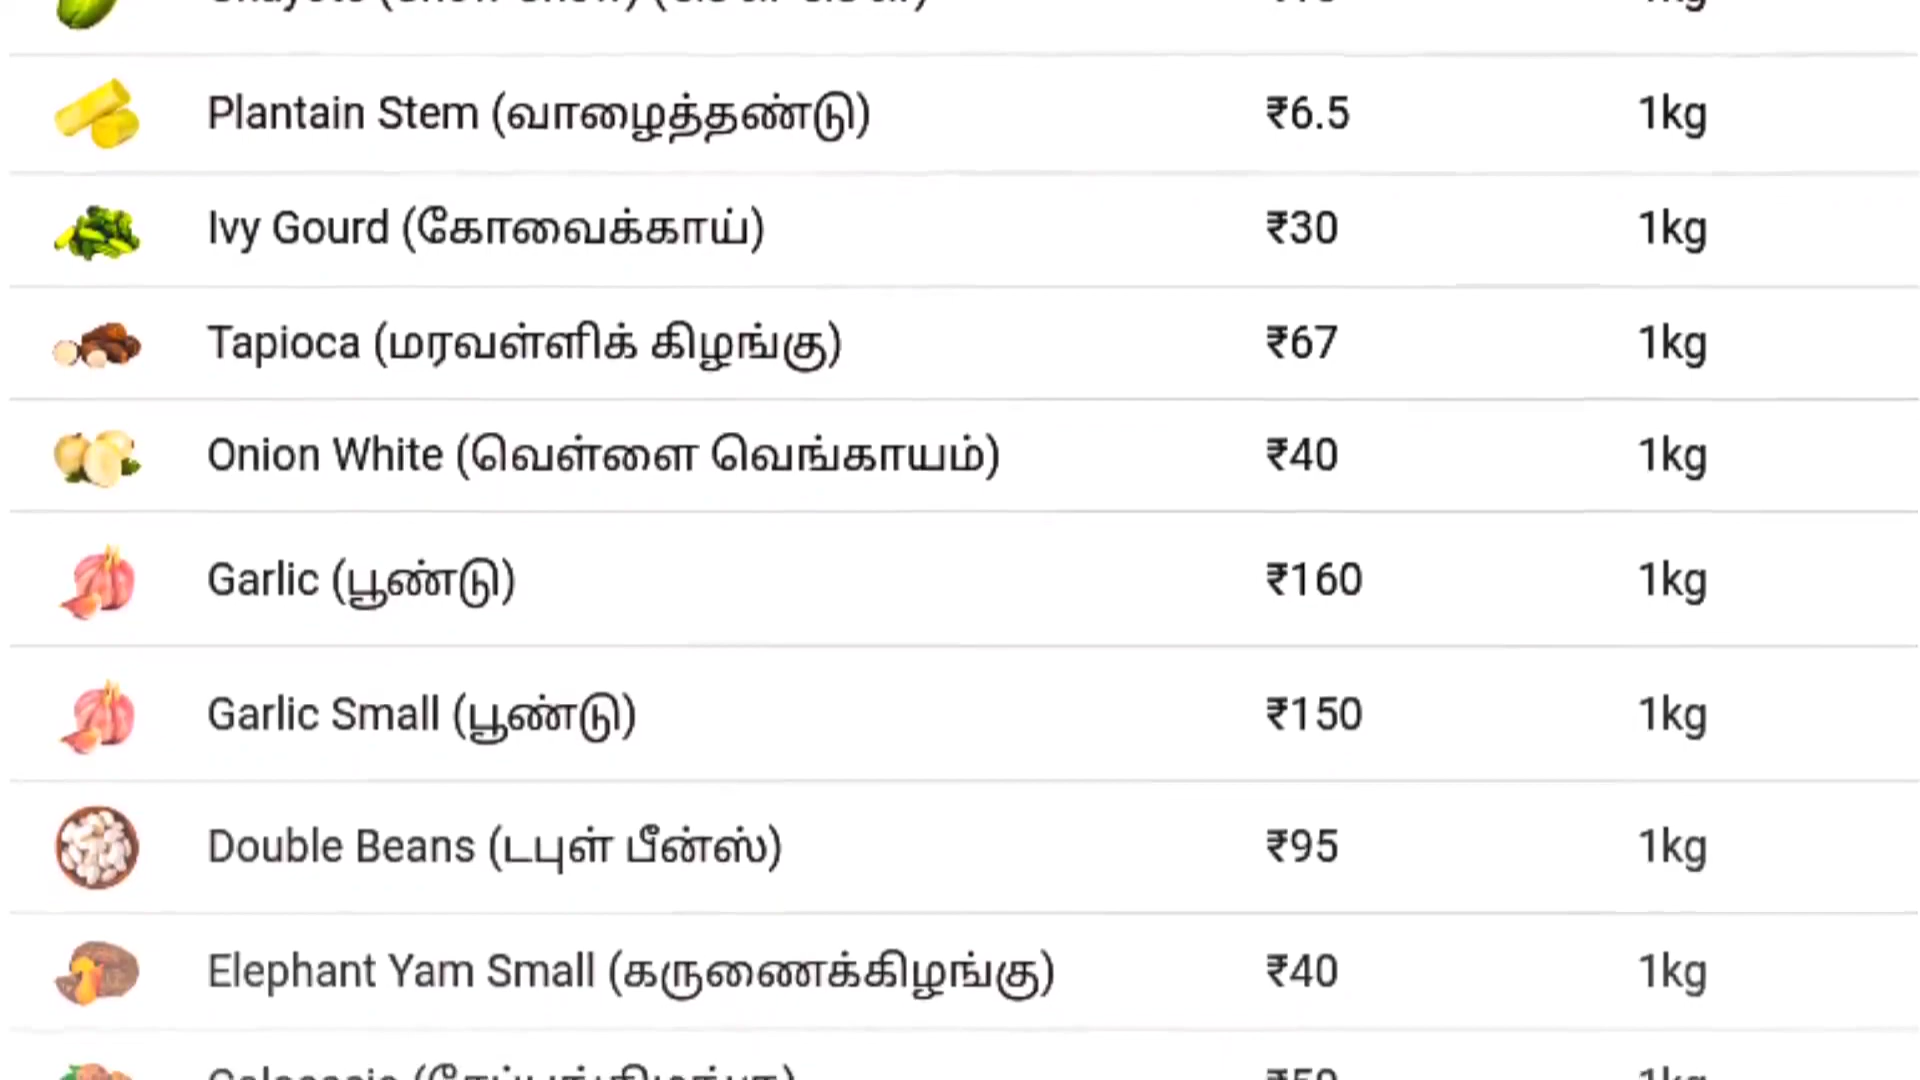 Plantain Stem (வாழைத்தண்டு) ₹6.5 1kg
Ivy Gourd (கோவைக்காய்) ₹30 1kg
Tapioca (மரவள்ளிக் கிழங்கு) ₹67 1kg
Onion White (வெள்ளை வெங்காயம்) ₹40 1kg
Garlic (பூண்டு) ₹160 1kg
Garlic Small (பூண்டு) ₹150 1kg
Double Beans (டபுள் பீன்ஸ்) ₹95 1kg
Elephant Yam Small (கருணைக்கிழங்கு) ₹40 1kg